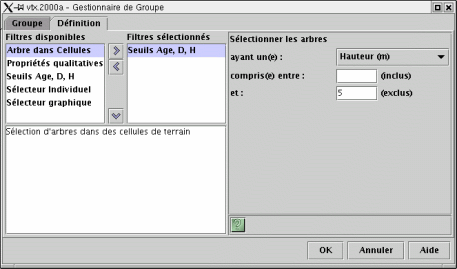 vtx.2000a - Gestionnaire de Groupe
Groupe Définition
Filtres disponibles
Arbre dans Cellules
Propriétés qualitatives
Seuils Age, D, H
Sélecteur Individuel
Sélecteur graphique
Filtres sélectionnés
Seuils Age, D, H
Sélection d'arbres dans des cellules de terrain
Sélectionner les arbres
ayant un(e) : Hauteur (m)
compris(e) entre : (inclus)
et : 5 (exclus)
OK Annuler Aide